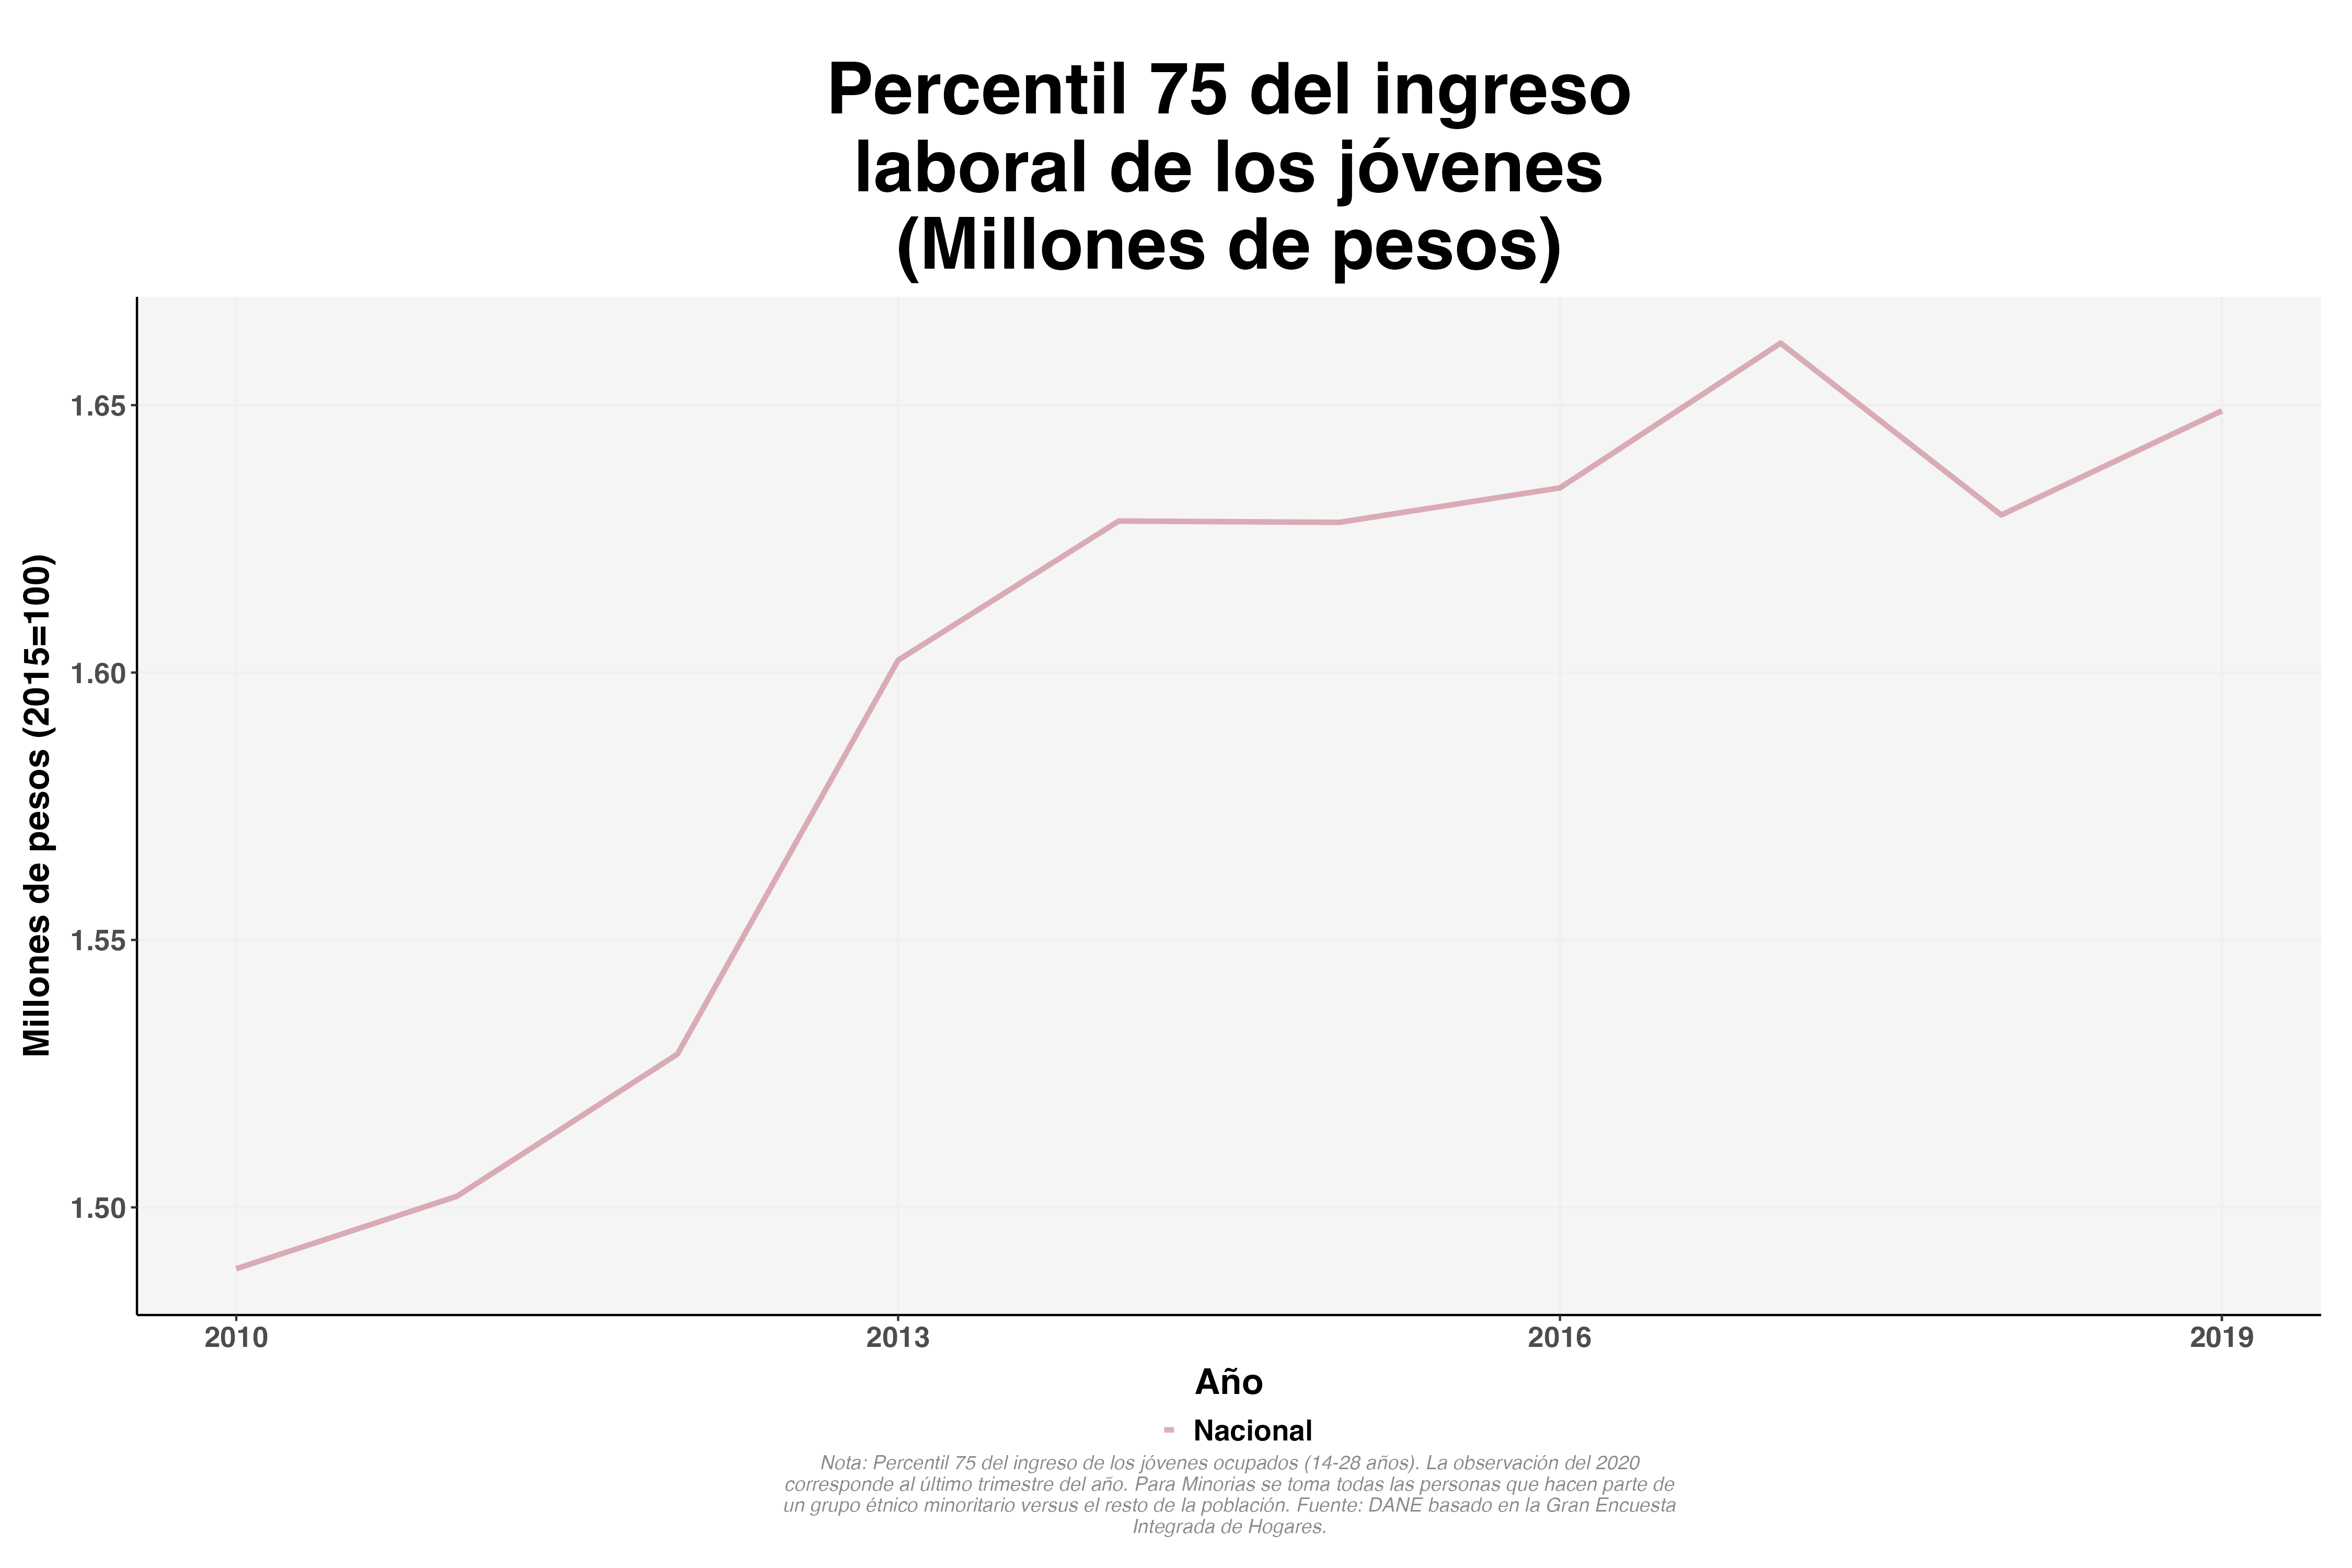 Percentil 75 del ingreso
laboral de los jóvenes
(Millones de pesos)
Millones de pesos (2015=100)
1.65
1.60
1.55
1.50
2010
2013
2016
2019
Año
Nacional
Nota: Percentil 75 del ingreso de los jóvenes ocupados (14-28 años). La observación del 2020
corresponde al último trimestre del año. Para Minorias se toma todas las personas que hacen parte de
un grupo étnico minoritario versus el resto de la población. Fuente: DANE basado en la Gran Encuesta
Integrada de Hogares.